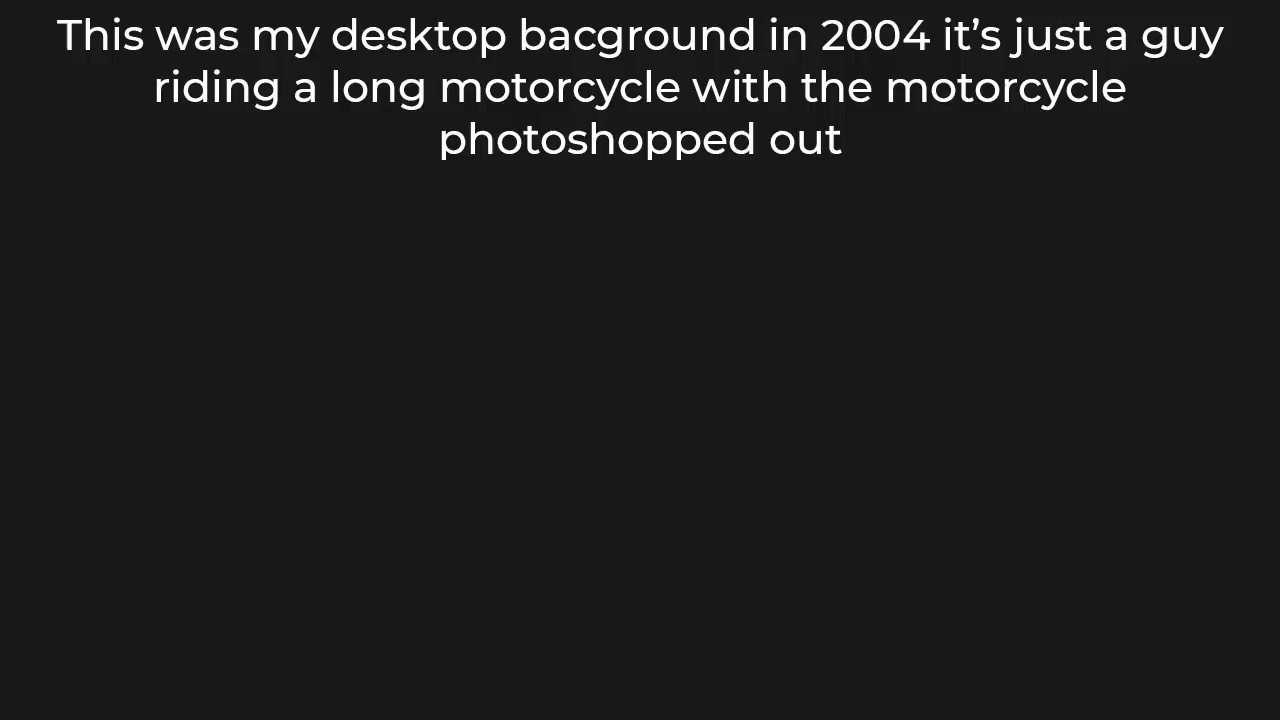 This was my desktop bacground in 2004 it’s just a guy
riding a long motorcycle with the motorcycle
photoshopped out